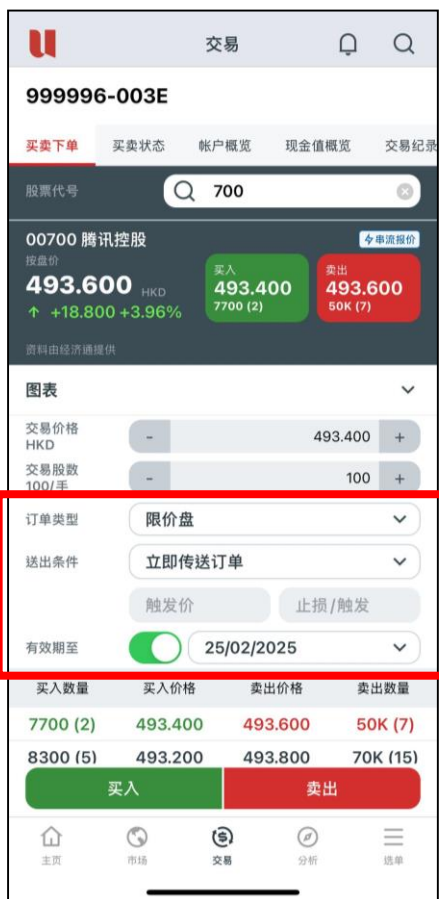 交易
999996-003E
买卖下单 买卖状态 帐户概览 现金值概览 交易纪录
股票代号 700
00700 腾讯控股 串流报价
按盘价
493.600 HKD
+18.800 +3.96%
买入
493.400
7700 (2)
卖出
493.600
50K (7)
资料由经济通提供
图表
交易价格
HKD
- 493.400 +
交易股数
100/手
- 100 +
订单类型 限价盘
送出条件 立即传送订单
触发价 止损/触发
有效期至 25/02/2025
买入数量 买入价格 卖出价格 卖出数量
7700 (2) 493.400 493.600 50K (7)
8300 (5) 493.200 493.800 70K (15)
买入 卖出
主页 市场 交易 分析 选单